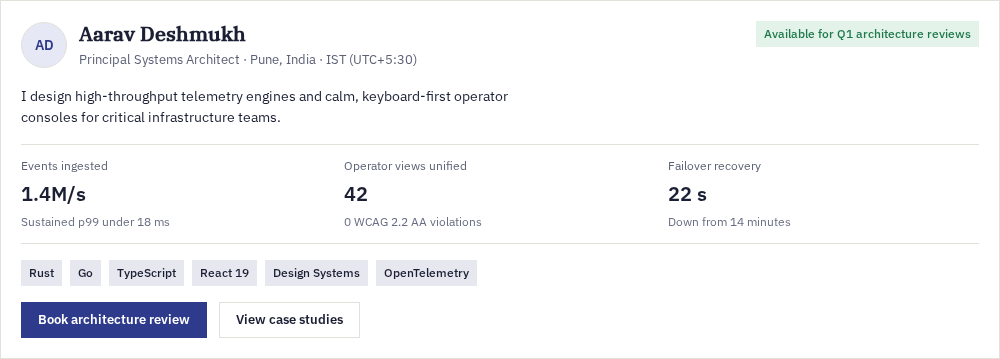 AD
Aarav Deshmukh
Principal Systems Architect · Pune, India · IST (UTC+5:30)
Available for Q1 architecture reviews
I design high-throughput telemetry engines and calm, keyboard-first operator
consoles for critical infrastructure teams.
Events ingested
1.4M/s
Sustained p99 under 18 ms
Operator views unified
42
0 WCAG 2.2 AA violations
Failover recovery
22 s
Down from 14 minutes
Rust
Go
TypeScript
React 19
Design Systems
OpenTelemetry
Book architecture review
View case studies